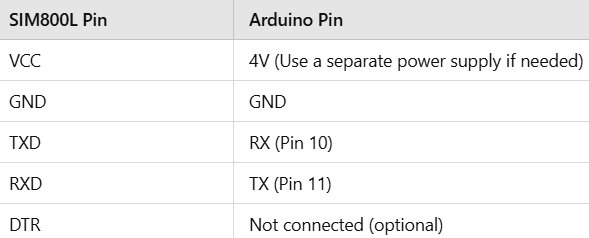 SIM800L Pin Arduino Pin
VCC 4V (Use a separate power supply if needed)
GND GND
TXD RX (Pin 10)
RXD TX (Pin 11)
DTR Not connected (optional)